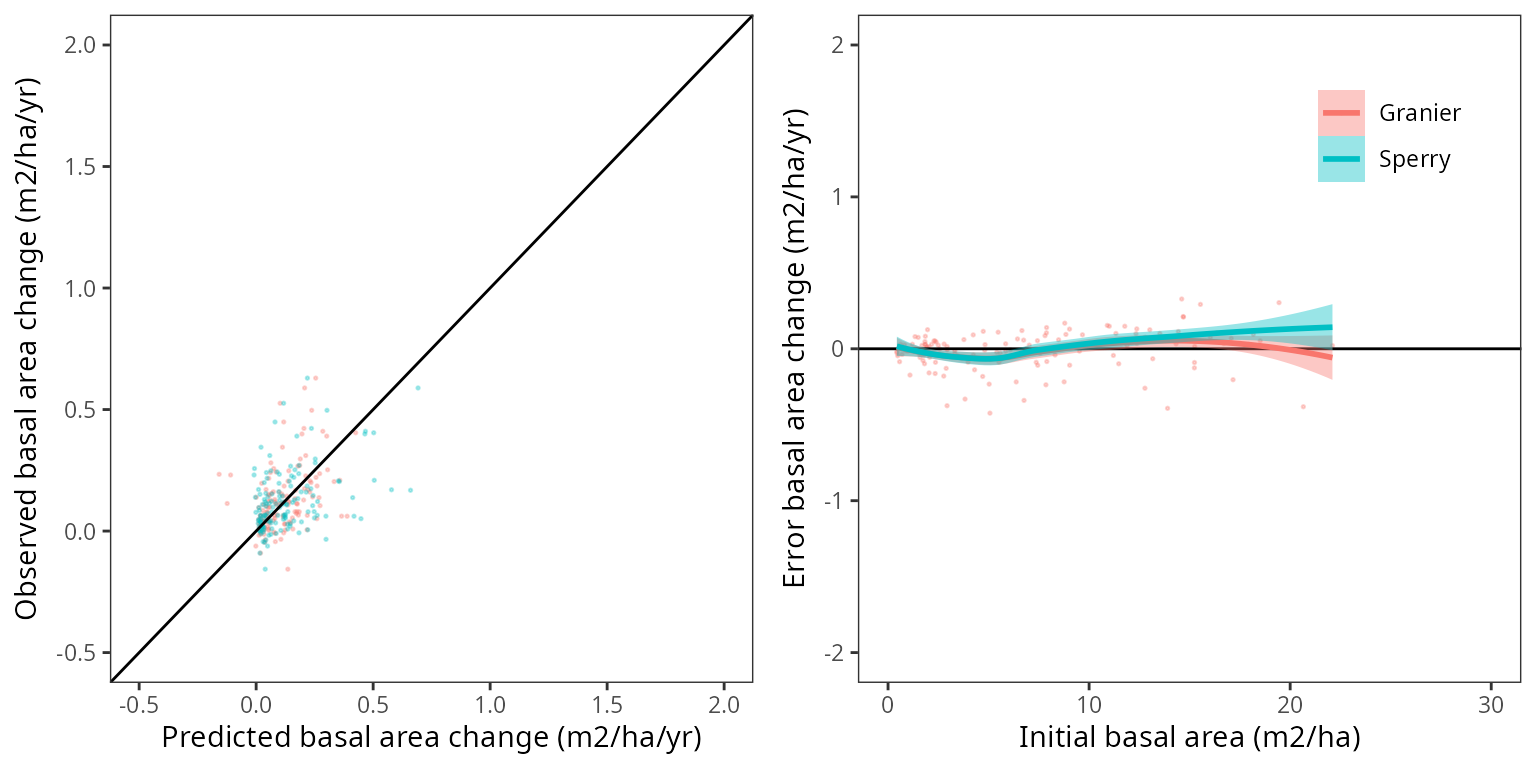 Observed basal area change (m2/ha/yr)
2.0
1.5
1.0
0.5
0.0
-0.5
-0.5 0.0 0.5 1.0 1.5 2.0
Predicted basal area change (m2/ha/yr)
Error basal area change (m2/ha/yr)
2
1
0
-1
-2
0 10 20 30
Initial basal area (m2/ha)
Granier
Sperry